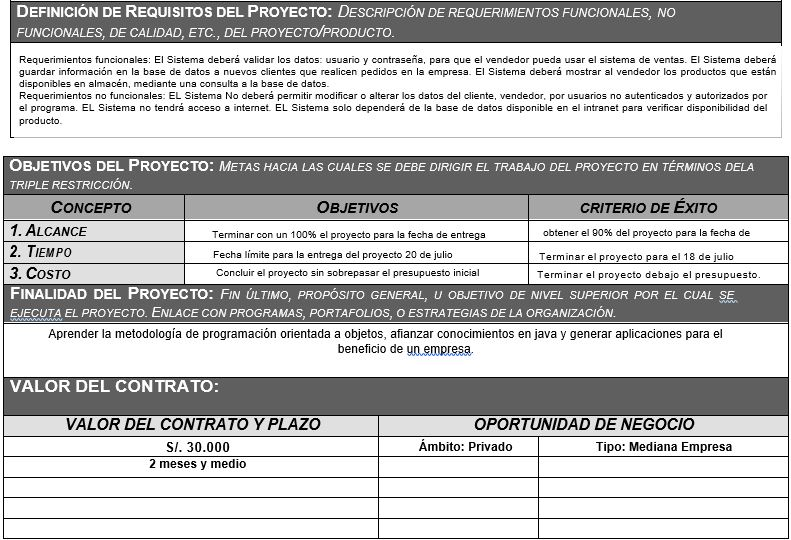 DEFINICIÓN DE REQUISITOS DEL PROYECTO: DESCRIPCIÓN DE REQUERIMIENTOS FUNCIONALES, NO
FUNCIONALES, DE CALIDAD, ETC., DEL PROYECTO/PRODUCTO.
Requerimientos funcionales: El Sistema deberá validar los datos: usuario y contraseña, para que el vendedor pueda usar el sistema de ventas. El Sistema deberá
guardar información en la base de datos a nuevos clientes que realicen pedidos en la empresa. El Sistema deberá mostrar al vendedor los productos que están
disponibles en almacén, mediante una consulta a la base de datos.
Requerimientos no funcionales: EL Sistema No deberá permitir modificar o alterar los datos del cliente, vendedor, por usuarios no autenticados y autorizados por
el programa. EL Sistema no tendrá acceso a internet. EL Sistema solo dependerá de la base de datos disponible en el intranet para verificar disponibilidad del
producto.
OBJETIVOS DEL PROYECTO: METAS HACIA LAS CUALES SE DEBE DIRIGIR EL TRABAJO DEL PROYECTO EN TÉRMINOS DELA
TRIPLE RESTRICCIÓN.
CONCEPTO OBJETIVOS CRITERIO DE ÉXITO
1. ALCANCE Terminar con un 100% el proyecto para la fecha de entrega obtener el 90% del proyecto para la fecha de
2. TIEMPO Fecha límite para la entrega del proyecto 20 de julio Terminar el proyecto para el 18 de julio
3. COSTO Concluir el proyecto sin sobrepasar el presupuesto inicial Terminar el proyecto debajo el presupuesto.
FINALIDAD DEL PROYECTO: FIN ÚLTIMO, PROPÓSITO GENERAL, U OBJETIVO DE NIVEL SUPERIOR POR EL CUAL SE
EJECUTA EL PROYECTO. ENLACE CON PROGRAMAS, PORTAFOLIOS, O ESTRATEGIAS DE LA ORGANIZACIÓN.
Aprender la metodología de programación orientada a objetos, afianzar conocimientos en java y generar aplicaciones para el
beneficio de un empresa.
VALOR DEL CONTRATO:
VALOR DEL CONTRATO Y PLAZO OPORTUNIDAD DE NEGOCIO
S/. 30.000 Ámbito: Privado Tipo: Mediana Empresa
2 meses y medio